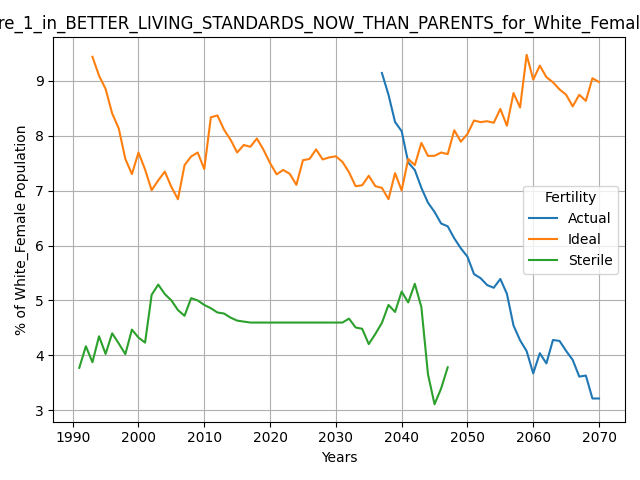 re_1_in_BETTER_LIVING_STANDARDS_NOW_THAN_PARENTS_for_White_Femal
% of White_Female Population
9
8
7
6
5
4
3
Fertility
Actual
Ideal
Sterile
1990 2000 2010 2020 2030 2040 2050 2060 2070
Years